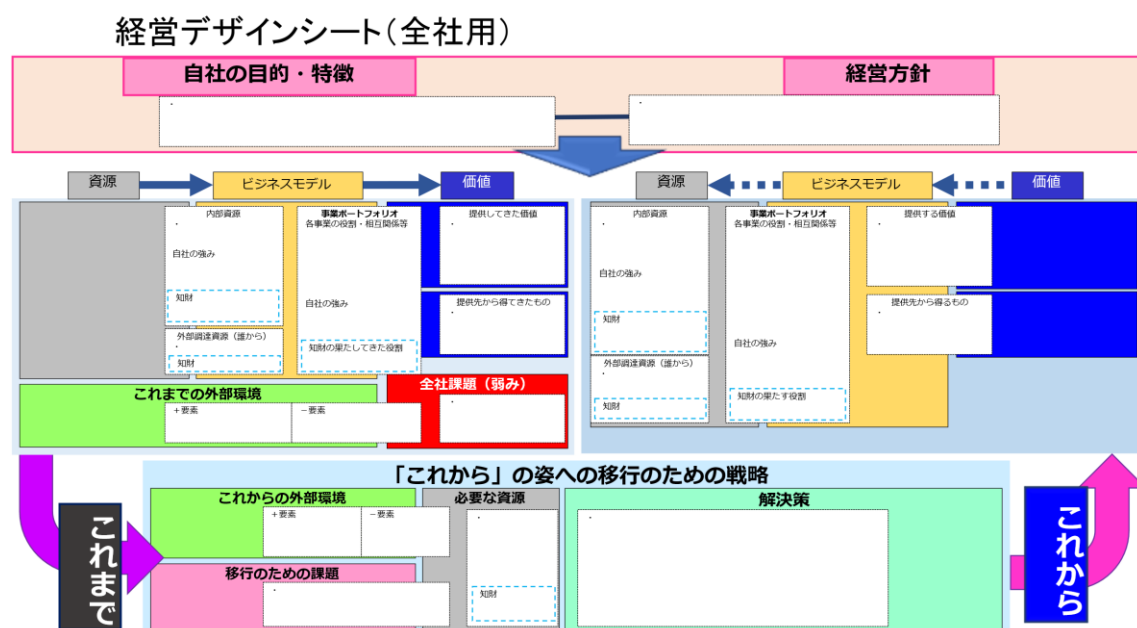 経営デザインシート（全社用）
自社の目的・特徴
経営方針
・
・
資源
ビジネスモデル
価値
内部資源
・
自社の強み
知財
外部調達資源（誰から）
・
知財
事業ポートフォリオ
各事業の役割・相互関係等
自社の強み
知財の果たしてきた役割
提供してきた価値
・
提供先から得てきたもの
・
これまでの外部環境
＋要素
－要素
全社課題（弱み）
・
資源
ビジネスモデル
価値
内部資源
・
自社の強み
知財
外部調達資源（誰から）
・
知財
事業ポートフォリオ
各事業の役割・相互関係等
自社の強み
知財の果たす役割
提供する価値
・
提供先から得るもの
・
これまで
「これから」の姿への移行のための戦略
これからの外部環境
＋要素
－要素
移行のための課題
・
必要な資源
・
知財
解決策
・
これから